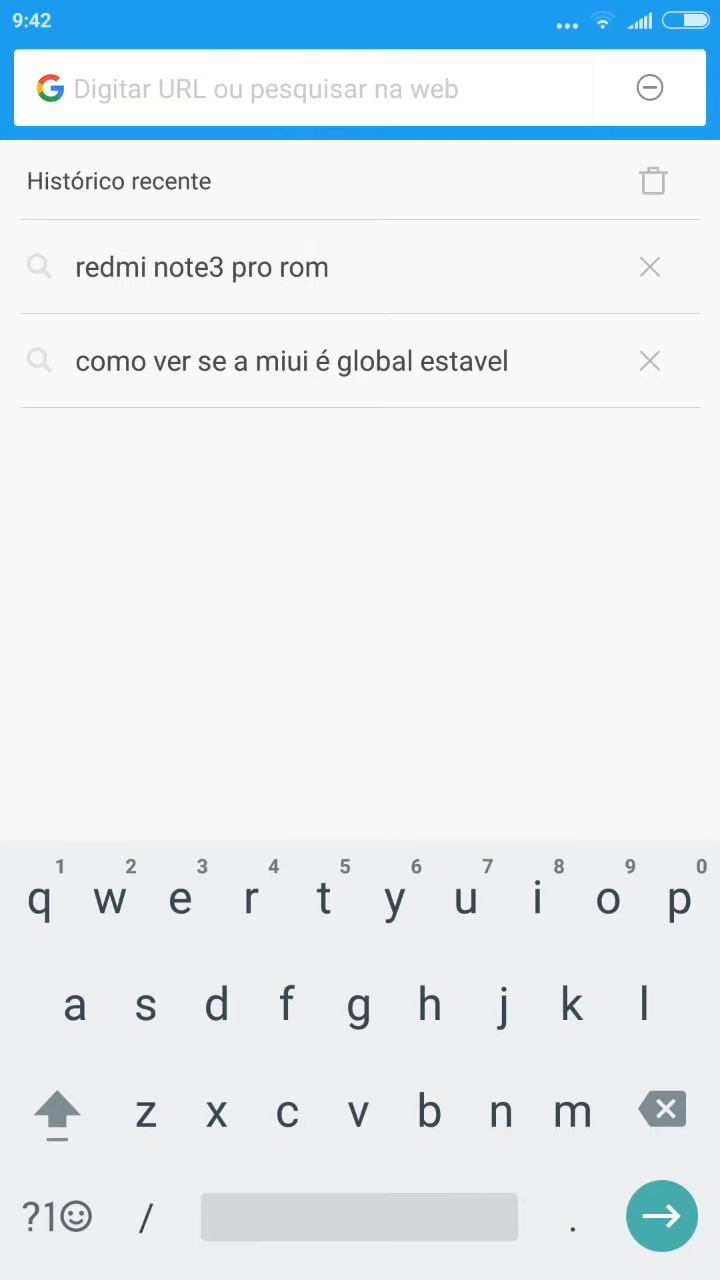 9:42
Digitar URL ou pesquisar na web
Histórico recente
redmi note3 pro rom
como ver se a miui é global estavel
1 2 3 4 5 6 7 8 9 0
q w e r t y u i o p
a s d f g h j k l
z x c v b n m
?1☺ / .